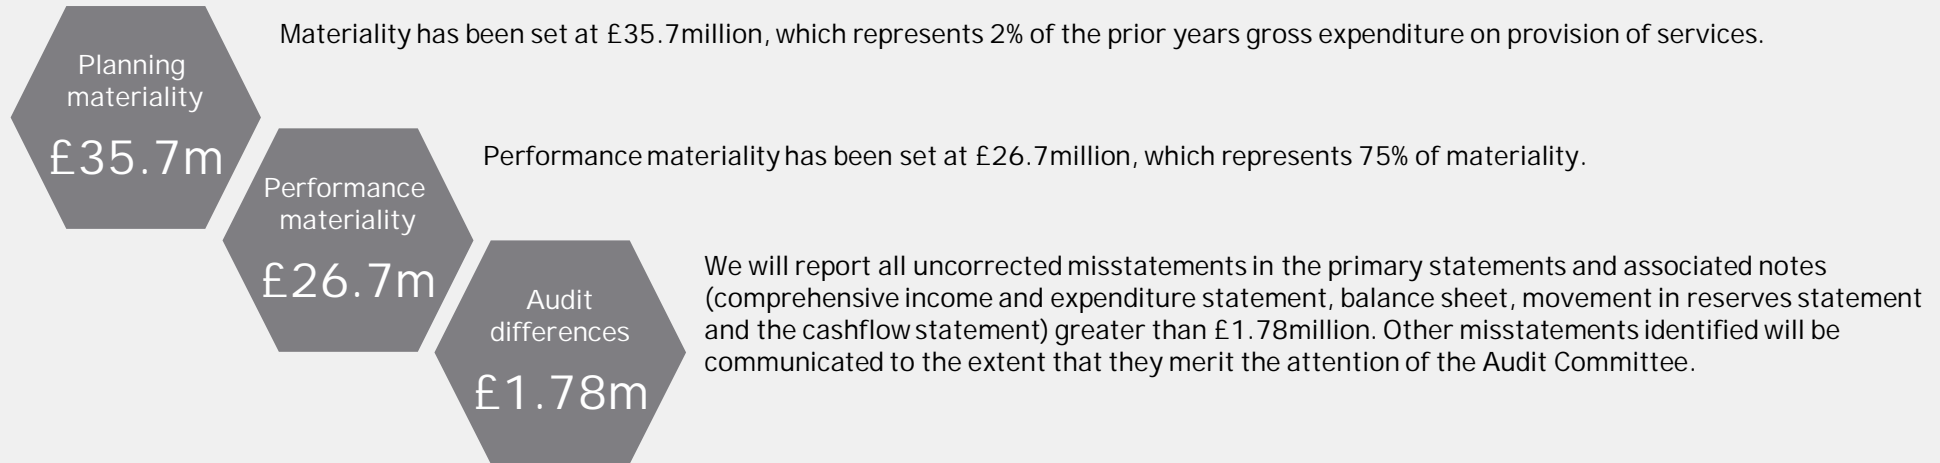 Planning
materiality
£35.7m
Materiality has been set at £35.7million, which represents 2% of the prior years gross expenditure on provision of services.
Performance
materiality
£26.7m
Performance materiality has been set at £26.7million, which represents 75% of materiality.
Audit
differences
£1.78m
We will report all uncorrected misstatements in the primary statements and associated notes
(comprehensive income and expenditure statement, balance sheet, movement in reserves statement
and the cashflow statement) greater than £1.78million. Other misstatements identified will be
communicated to the extent that they merit the attention of the Audit Committee.